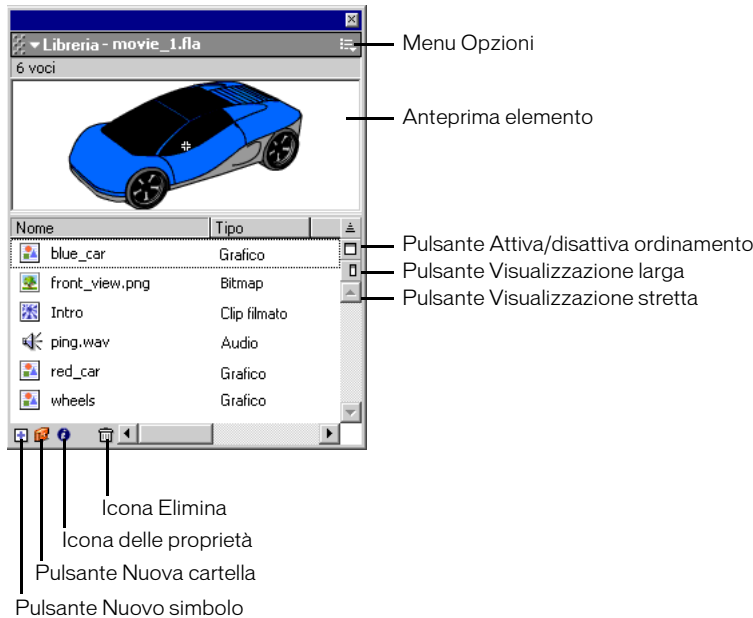 Libreria - movie_1.fla
Menu Opzioni
6 voci
Anteprima elemento
Nome Tipo
blue_car Grafico
Pulsante Attiva/disattiva ordinamento
Pulsante Visualizzazione larga
front_view.png Bitmap
Pulsante Visualizzazione stretta
Intro Clip filmato
ping.wav Audio
red_car Grafico
wheels Grafico
Icona Elimina
Icona delle proprietà
Pulsante Nuova cartella
Pulsante Nuovo simbolo